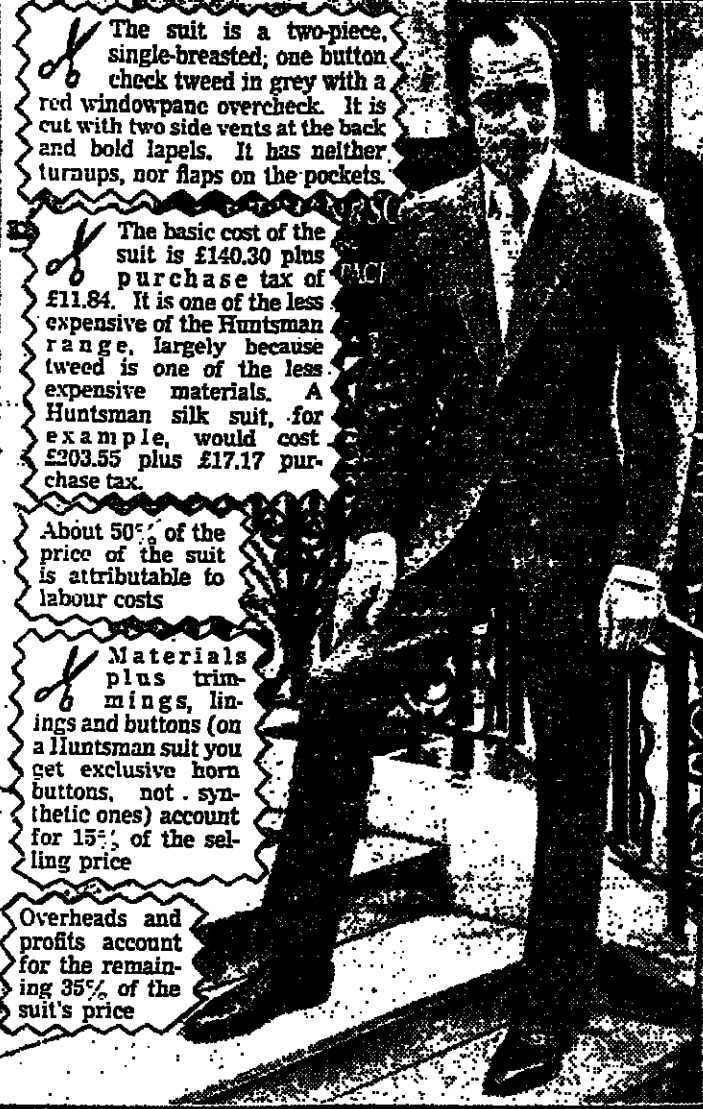 The suit is a two-piece,
single-breasted; one button
check tweed in grey with a
red windowpane overcheck. It is
cut with two side vents at the back
and bold lapels. It has neither
turnups, nor flaps on the pockets.
The basic cost of the
suit is £140.30 plus
purchase tax of
£11.84. It is one of the less
expensive of the Huntsman
range, largely because
tweed is one of the less
expensive materials. A
Huntsman silk suit, for
example, would cost
£203.55 plus £17.17 pur-
chase tax.
About 50% of the
price of the suit
is attributable to
labour costs
Materials
plus trim-
mings, lin-
ings and buttons (on
a Huntsman suit you
get exclusive horn
buttons, not syn-
thetic ones) account
for 15% of the sel-
ling price
Overheads and
profits account
for the remain-
ing 35% of the
suit's price